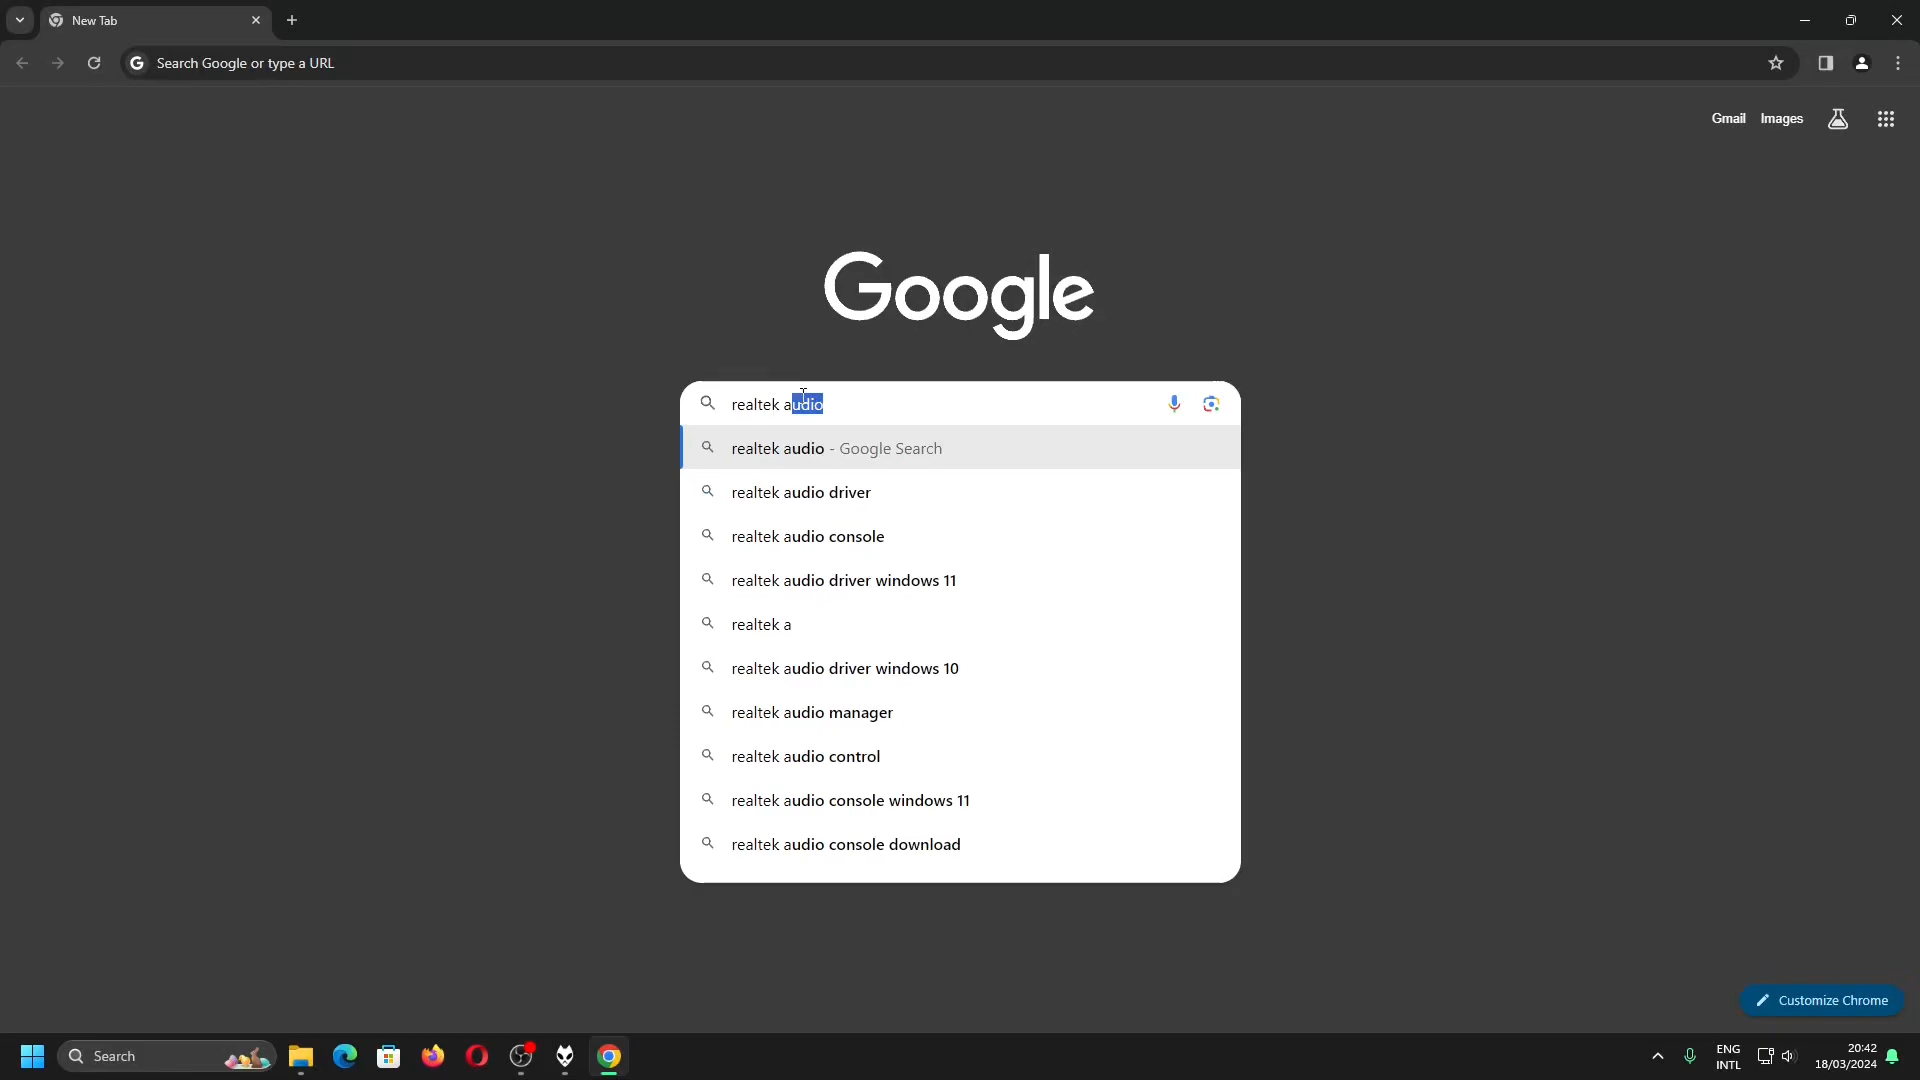 New Tab
Search Google or type a URL
Gmail Images
Google
realtek audio
realtek audio - Google Search
realtek audio driver
realtek audio console
realtek audio driver windows 11
realtek a
realtek audio driver windows 10
realtek audio manager
realtek audio control
realtek audio console windows 11
realtek audio console download
Customize Chrome
Search
ENG
INTL
20:42
18/03/2024